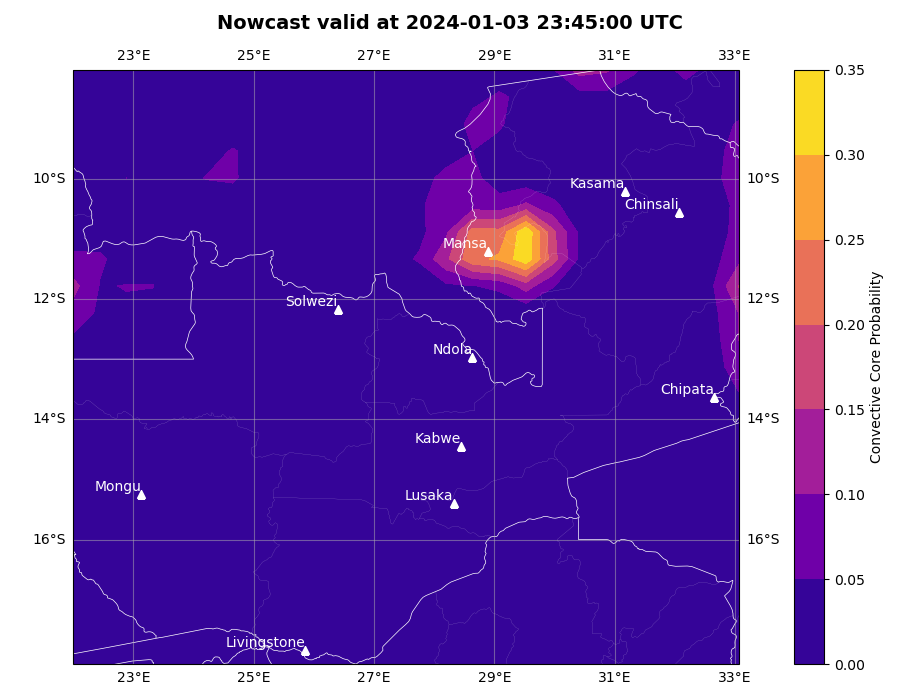 Nowcast valid at 2024-01-03 23:45:00 UTC
23°E 25°E 27°E 29°E 31°E 33°E
0.35
0.30
10°S Kasama 10°S
Chinsali
Mansa 0.25
12°S Solwezi 12°S 0.20
Ndola
Chipata
14°S 14°S 0.15
Kabwe
Mongu Lusaka 0.10
16°S 16°S
0.05
Livingstone
0.00
23°E 25°E 27°E 29°E 31°E 33°E
Convective Core Probability